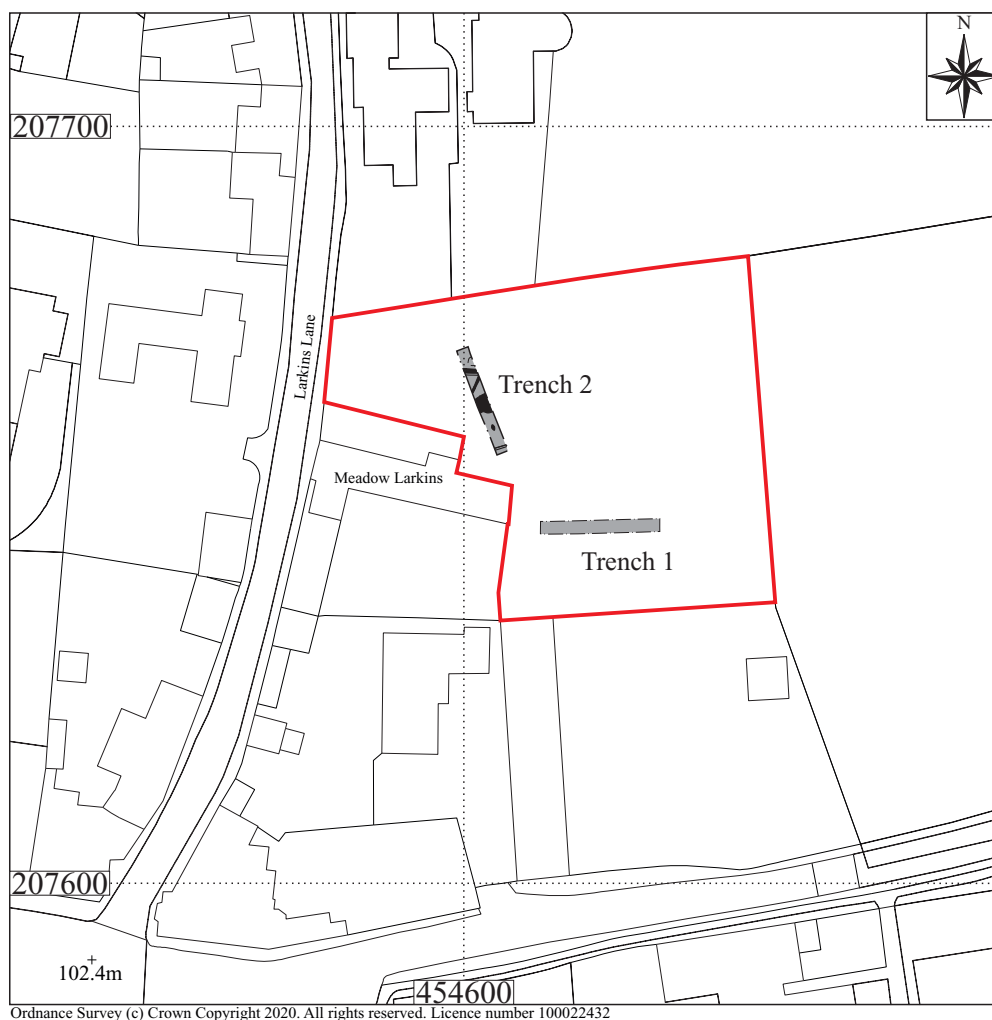 N
207700
Larkins Lane
Trench 2
Meadow Larkins
Trench 1
207600
102.4m
454600
Ordnance Survey (c) Crown Copyright 2020. All rights reserved. Licence number 100022432